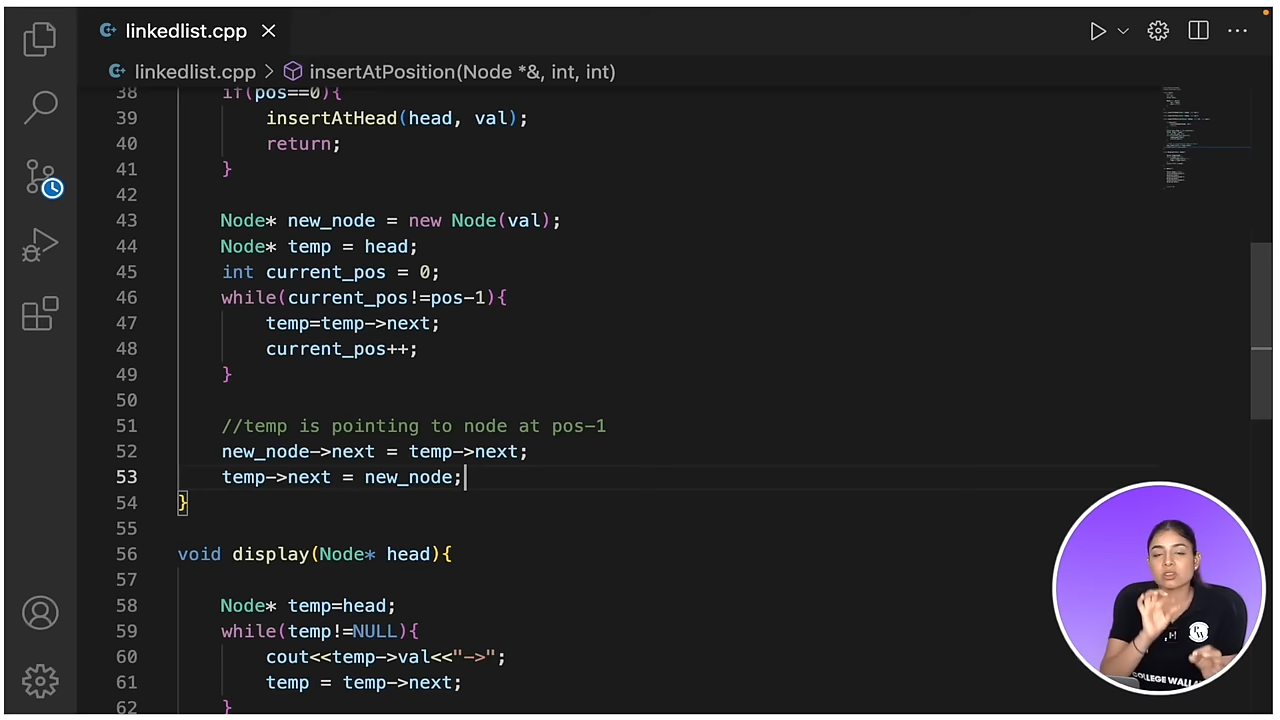 linkedlist.cpp
linkedlist.cpp > insertAtPosition(Node *&, int, int)
38 if(pos==0){
39 insertAtHead(head, val);
40 return;
41 }
42
43 Node* new_node = new Node(val);
44 Node* temp = head;
45 int current_pos = 0;
46 while(current_pos!=pos-1){
47 temp=temp->next;
48 current_pos++;
49 }
50
51 //temp is pointing to node at pos-1
52 new_node->next = temp->next;
53 temp->next = new_node;
54 }
55
56 void display(Node* head){
57
58 Node* temp=head;
59 while(temp!=NULL){
60 cout<<temp->val<<"->";
61 temp = temp->next;
62 }
PW
COLLEGE WALLA